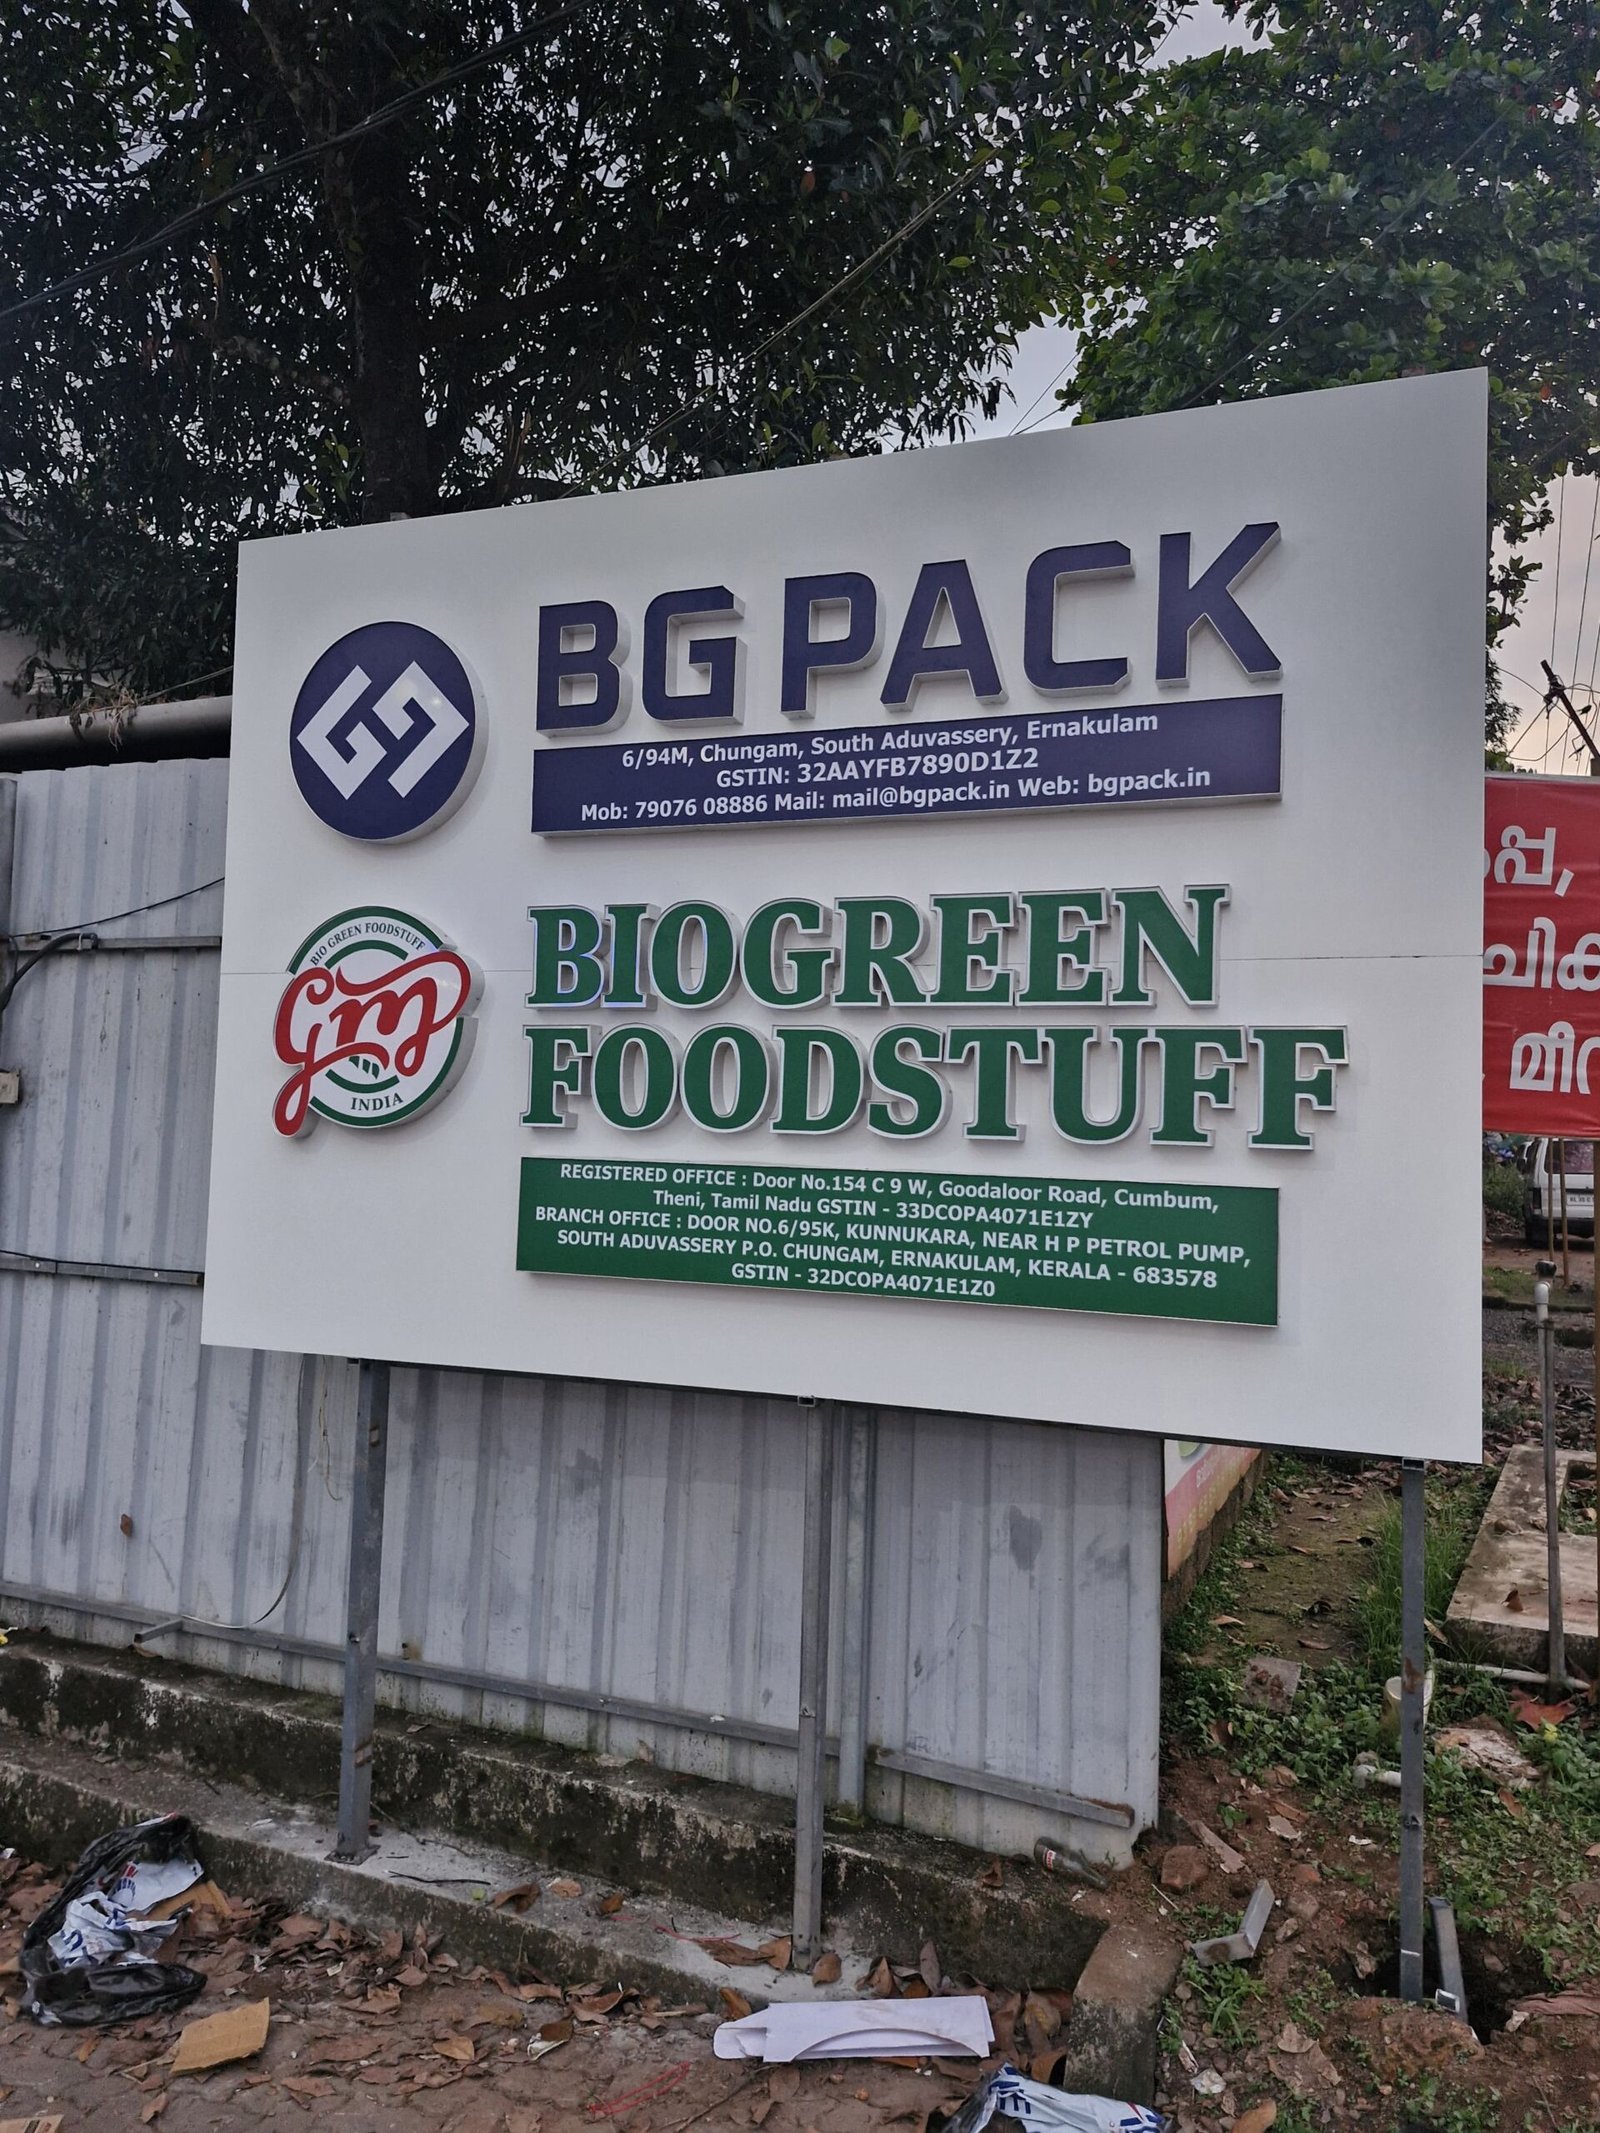 BG PACK
6/94M, Chungam, South Aduvassery, Ernakulam
GSTIN: 32AAYFB7890D1Z2
Mob: 79076 08886 Mail: mail@bgpack.in Web: bgpack.in
BIO GREEN FOODSTUFF
gm
INDIA
BIOGREEN
FOODSTUFF
REGISTERED OFFICE : Door No.154 C 9 W, Goodaloor Road, Cumbum,
Theni, Tamil Nadu GSTIN - 33DCOPA4071E1ZY
BRANCH OFFICE : DOOR NO.6/95K, KUNNUKARA, NEAR H P PETROL PUMP,
SOUTH ADUVASSERY P.O. CHUNGAM, ERNAKULAM, KERALA - 683578
GSTIN - 32DCOPA4071E1Z0